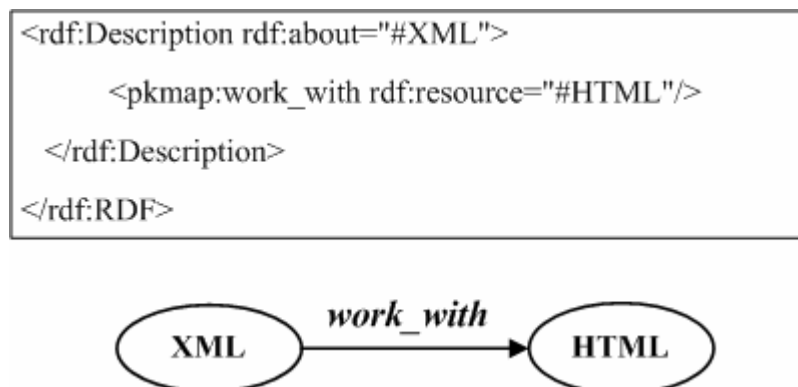 <rdf:Description rdf:about="#XML">
<pkmap:work_with rdf:resource="#HTML"/>
</rdf:Description>
</rdf:RDF>
work_with
XML
HTML